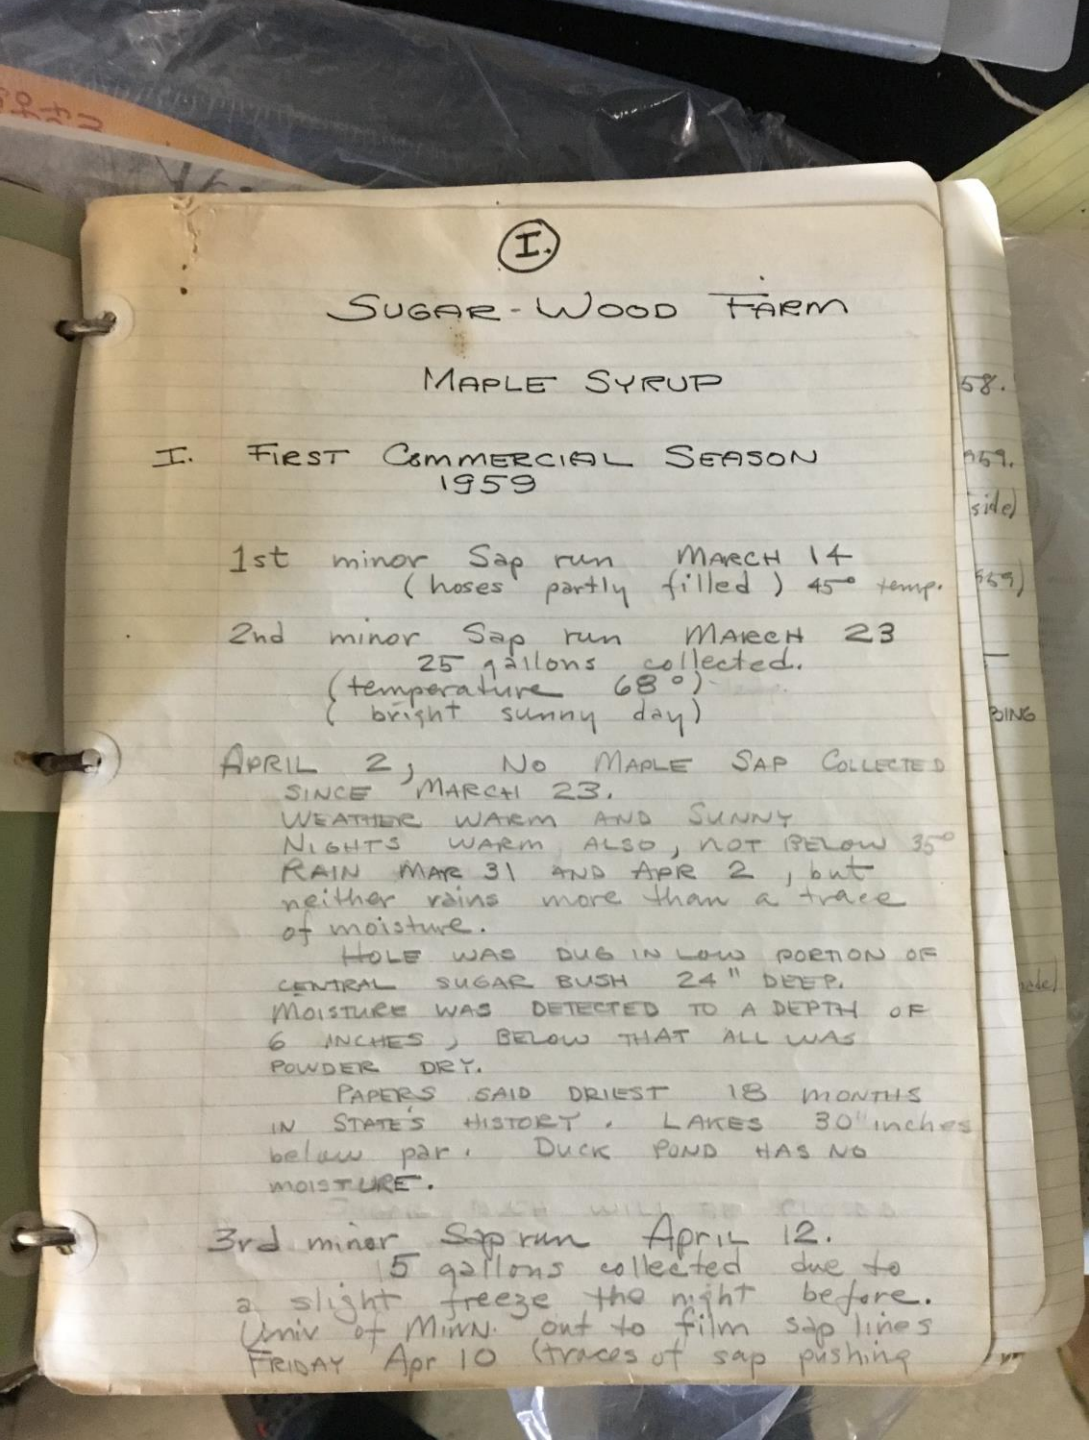 I.
SUGAR-WOOD FARM
MAPLE SYRUP
I. FIRST COMMERCIAL SEASON
1959
1st minor Sap run MARCH 14
(hoses partly filled) 45° temp.
2nd minor Sap run MARCH 23
25 gallons collected.
(temperature 68°)
(bright sunny day)
APRIL 2, NO MAPLE SAP COLLECTED
SINCE MARCH 23.
WEATHER WARM AND SUNNY
NIGHTS WARM ALSO, NOT BELOW 35°
RAIN MAR 31 AND APR 2, but
neither rains more than a trace
of moisture.
HOLE WAS DUG IN LOW PORTION OF
CENTRAL SUGAR BUSH 24" DEEP.
MOISTURE WAS DETECTED TO A DEPTH OF
6 INCHES, BELOW THAT ALL WAS
POWDER DRY.
PAPERS SAID DRIEST 18 MONTHS
IN STATE'S HISTORY. LAKES 30" inches
below par. DUCK POND HAS NO
MOISTURE.
3rd minor Sap run APRIL 12.
5 gallons collected due to
a slight freeze the night before.
Univ of MINN. out to film sap lines
FRIDAY Apr 10 (traces of sap pushing
58.
959.
side)
959)
BING